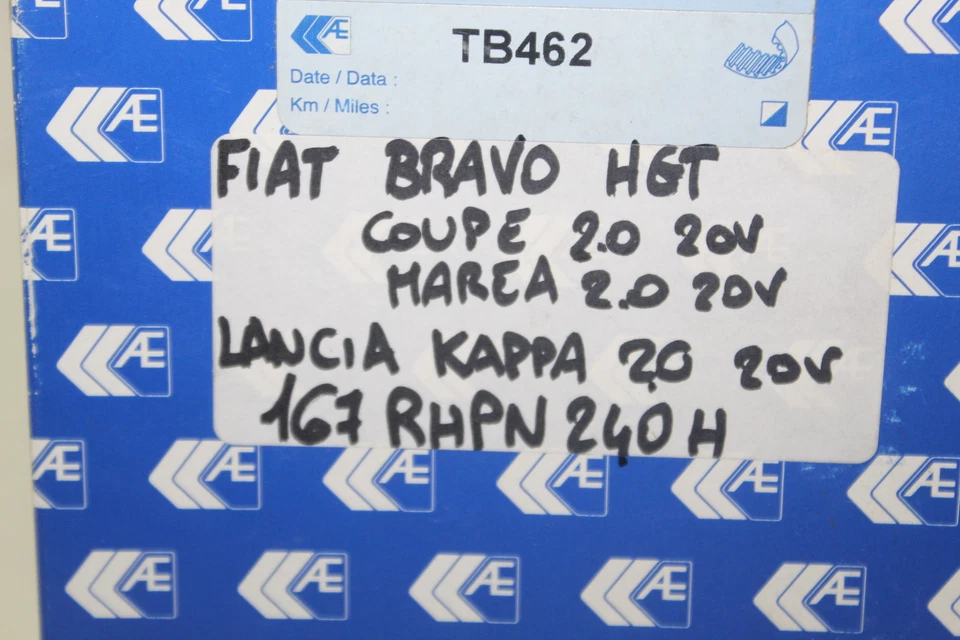 AE
TB462
Date / Data :
Km / Miles :
FIAT BRAVO HGT
COUPE 2.0 20V
MAREA 2.0 20V
LANCIA KAPPA 2.0 20V
167 RHPN 240 H